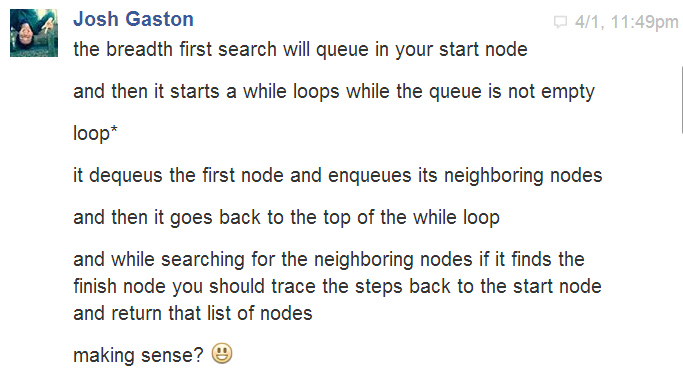 Josh Gaston
4/1, 11:49pm
the breadth first search will queue in your start node
and then it starts a while loops while the queue is not empty
loop*
it dequeus the first node and enqueues its neighboring nodes
and then it goes back to the top of the while loop
and while searching for the neighboring nodes if it finds the
finish node you should trace the steps back to the start node
and return that list of nodes
making sense? 😃